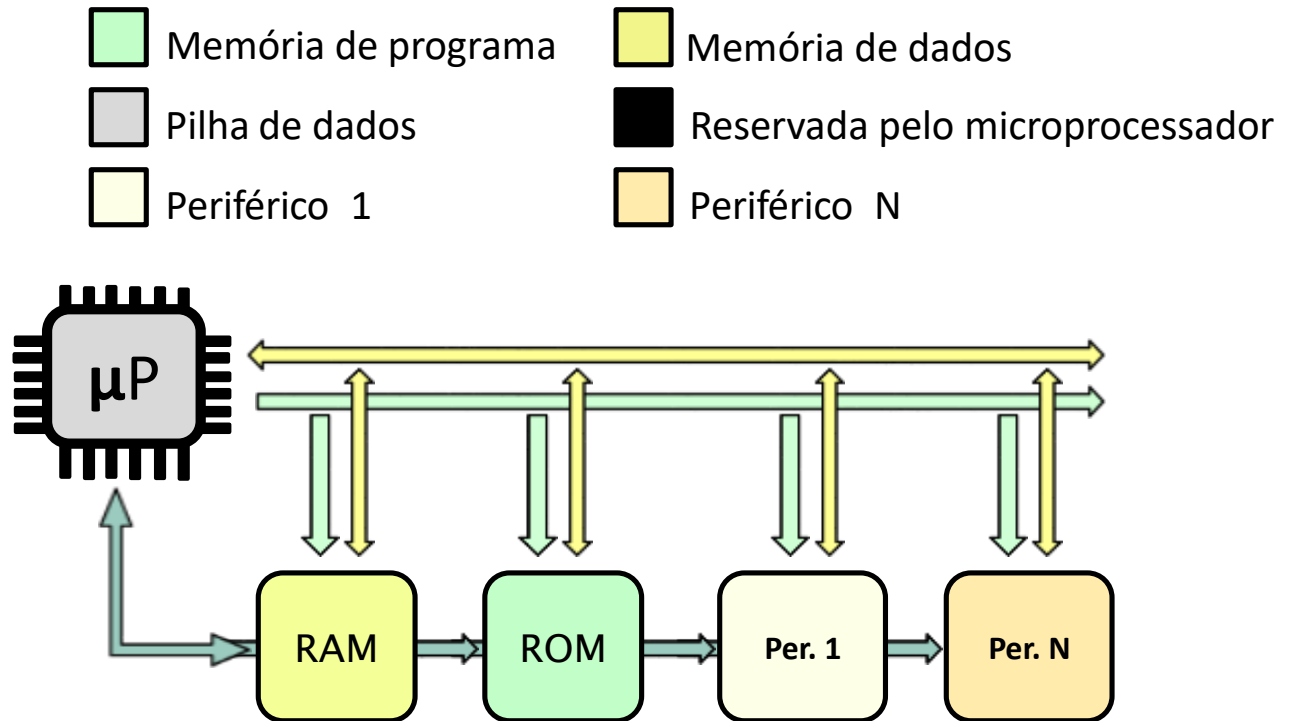 Memória de programa
Memória de dados
Pilha de dados
Reservada pelo microprocessador
Periférico 1
Periférico N
μP
RAM
ROM
Per. 1
Per. N